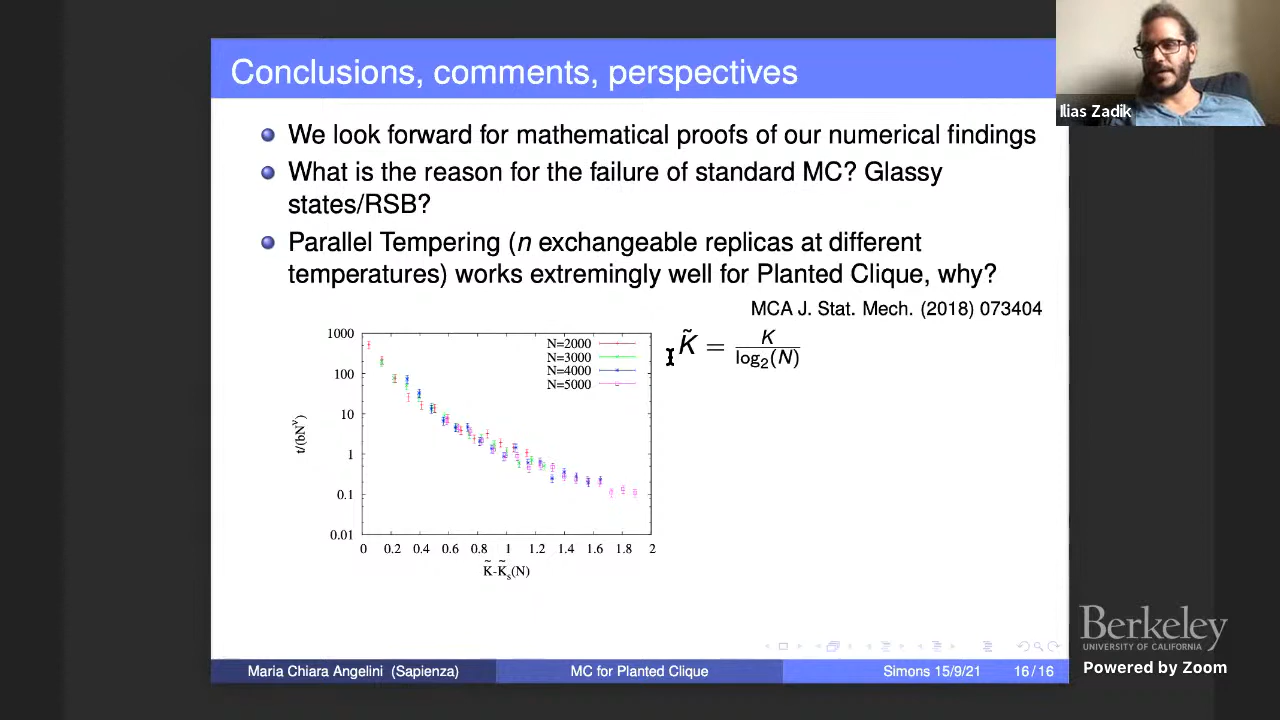 Conclusions, comments, perspectives
Ilias Zadik
We look forward for mathematical proofs of our numerical findings
What is the reason for the failure of standard MC? Glassy
states/RSB?
Parallel Tempering (n exchangeable replicas at different
temperatures) works extremingly well for Planted Clique, why?
MCA J. Stat. Mech. (2018) 073404
K̃ = K / log₂(N)
1000
100
10
1
0.1
0.01
t/(bN^ν)
N=2000
N=3000
N=4000
N=5000
0 0.2 0.4 0.6 0.8 1 1.2 1.4 1.6 1.8 2
K̃-K̃ₛ(N)
Berkeley
UNIVERSITY OF CALIFORNIA
Powered by Zoom
Maria Chiara Angelini (Sapienza) MC for Planted Clique Simons 15/9/21 16/16